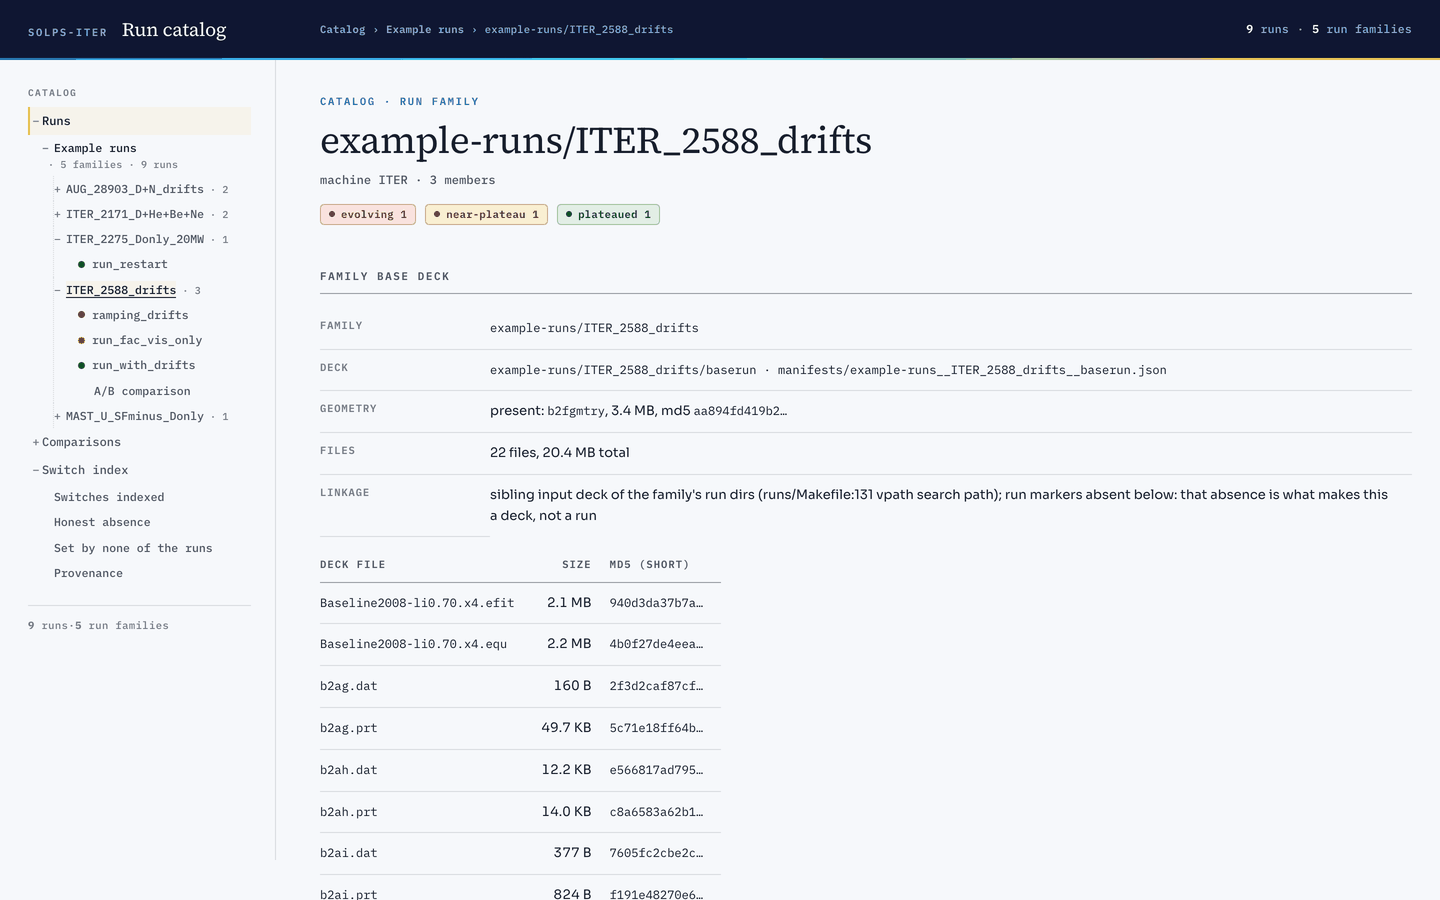 SOLPS-ITER Run catalog
Catalog › Example runs › example-runs/ITER_2588_drifts
9 runs · 5 run families
CATALOG
− Runs
− Example runs
· 5 families · 9 runs
+ AUG_28903_D+N_drifts · 2
+ ITER_2171_D+He+Be+Ne · 2
− ITER_2275_Donly_20MW · 1
run_restart
− ITER_2588_drifts · 3
ramping_drifts
run_fac_vis_only
run_with_drifts
A/B comparison
+ MAST_U_SFminus_Donly · 1
+ Comparisons
− Switch index
Switches indexed
Honest absence
Set by none of the runs
Provenance
9 runs·5 run families
CATALOG · RUN FAMILY
example-runs/ITER_2588_drifts
machine ITER · 3 members
evolving 1
near-plateau 1
plateaued 1
FAMILY BASE DECK
FAMILY example-runs/ITER_2588_drifts
DECK example-runs/ITER_2588_drifts/baserun · manifests/example-runs__ITER_2588_drifts__baserun.json
GEOMETRY present: b2fgmtry, 3.4 MB, md5 aa894fd419b2…
FILES 22 files, 20.4 MB total
LINKAGE sibling input deck of the family's run dirs (runs/Makefile:131 vpath search path); run markers absent below: that absence is what makes this
a deck, not a run
DECK FILE SIZE MD5 (SHORT)
Baseline2008-li0.70.x4.efit 2.1 MB 940d3da37b7a…
Baseline2008-li0.70.x4.equ 2.2 MB 4b0f27de4eea…
b2ag.dat 160 B 2f3d2caf87cf…
b2ag.prt 49.7 KB 5c71e18ff64b…
b2ah.dat 12.2 KB e566817ad795…
b2ah.prt 14.0 KB c8a6583a62b1…
b2ai.dat 377 B 7605fc2cbe2c…
b2ai.prt 824 B f191e48270e6…